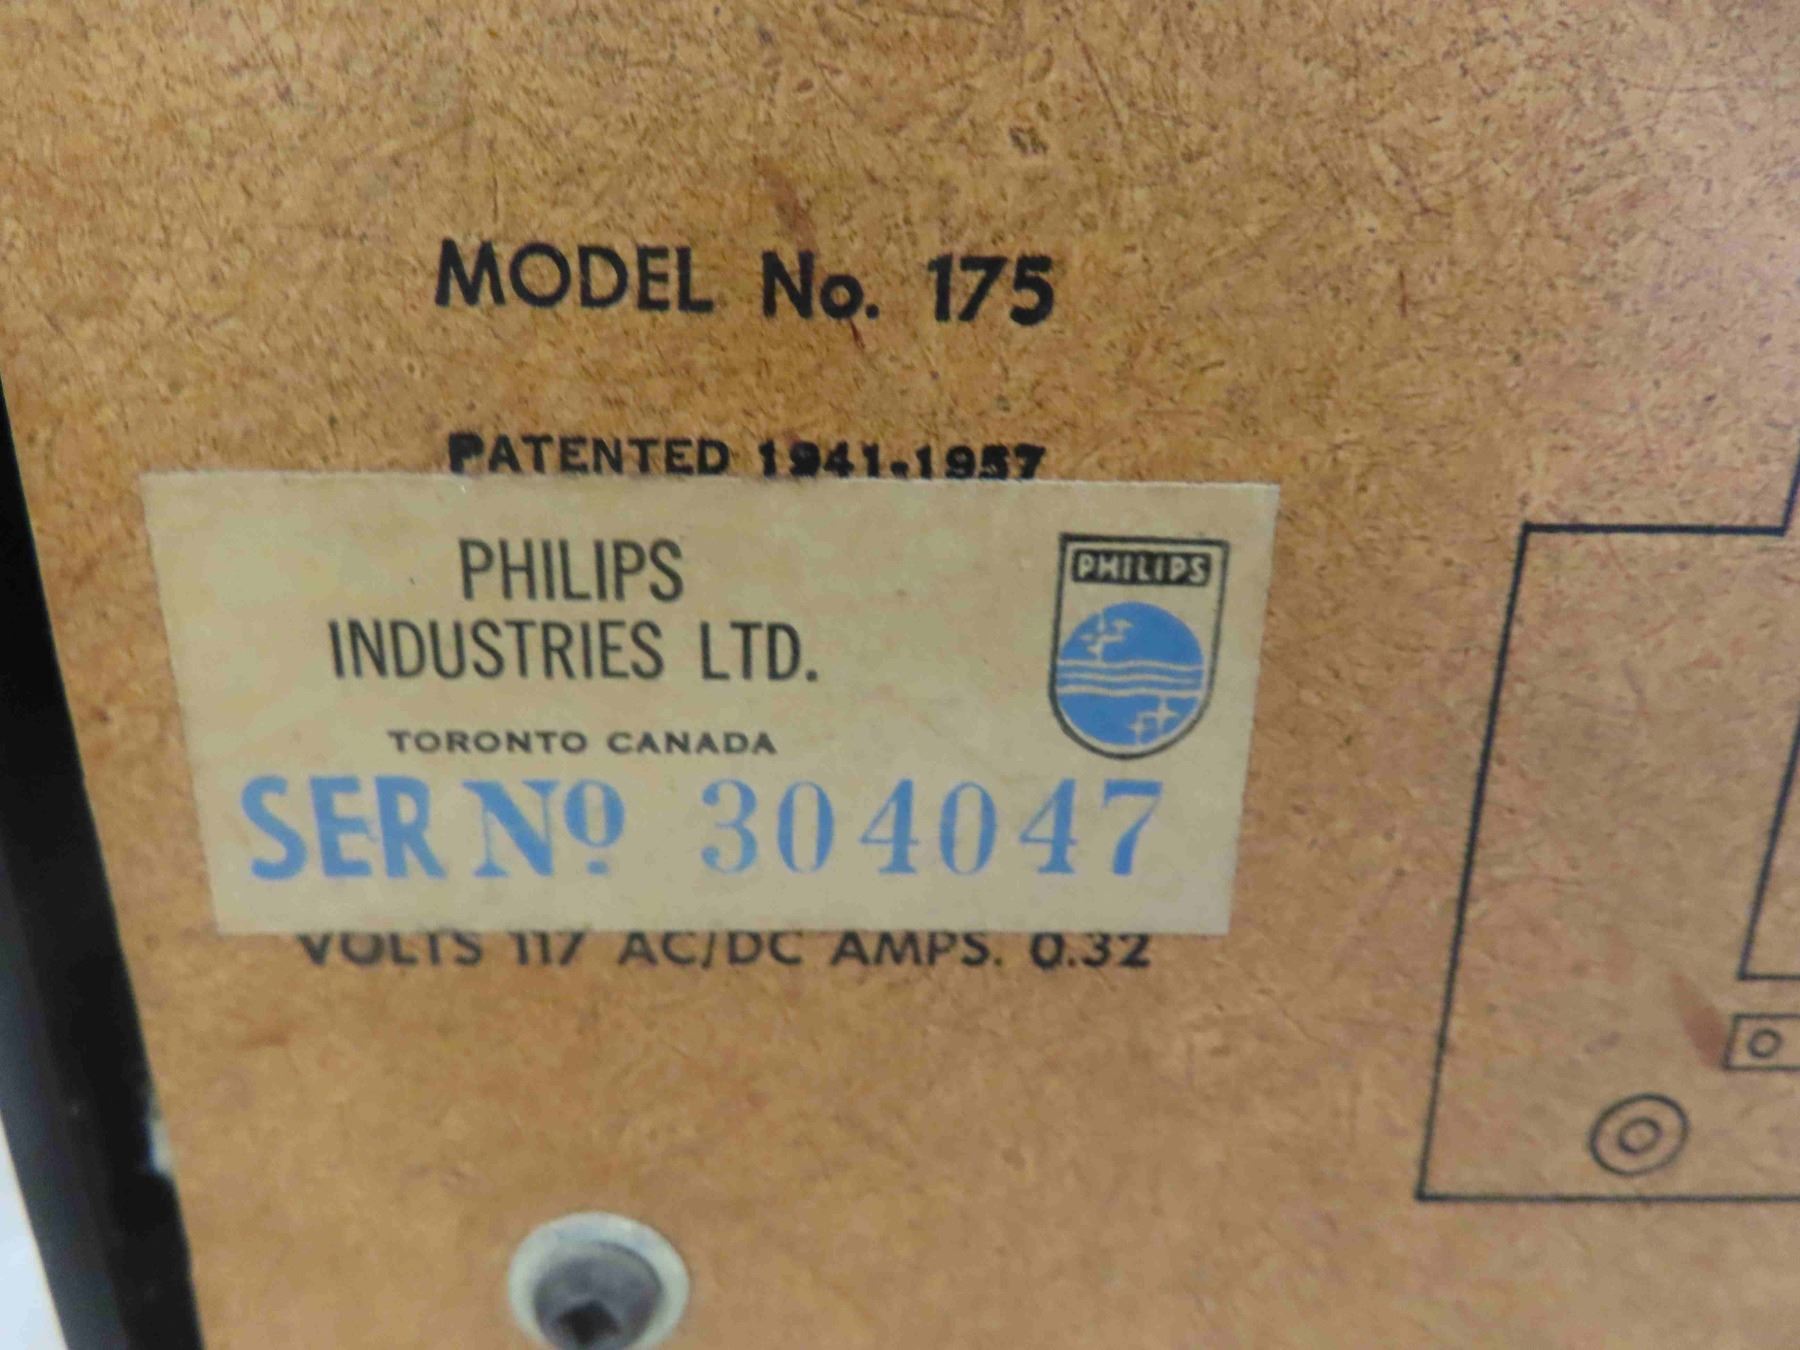 MODEL No. 175
PATENTED 1941-1957
PHILIPS
INDUSTRIES LTD.
PHILIPS
TORONTO CANADA
SER Nº 304047
VOLTS 117 AC/DC AMPS. 0.32